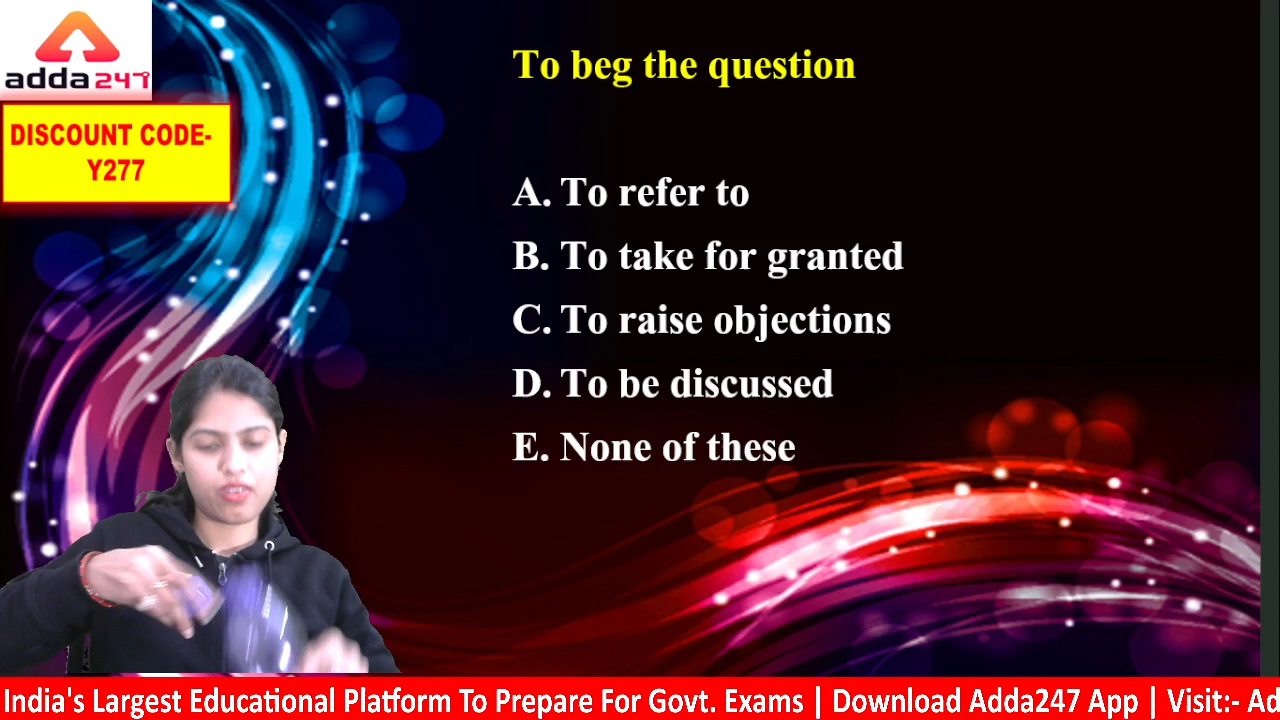 adda247
DISCOUNT CODE-
Y277
To beg the question
A. To refer to
B. To take for granted
C. To raise objections
D. To be discussed
E. None of these
India's Largest Educational Platform To Prepare For Govt. Exams | Download Adda247 App | Visit:- Ad